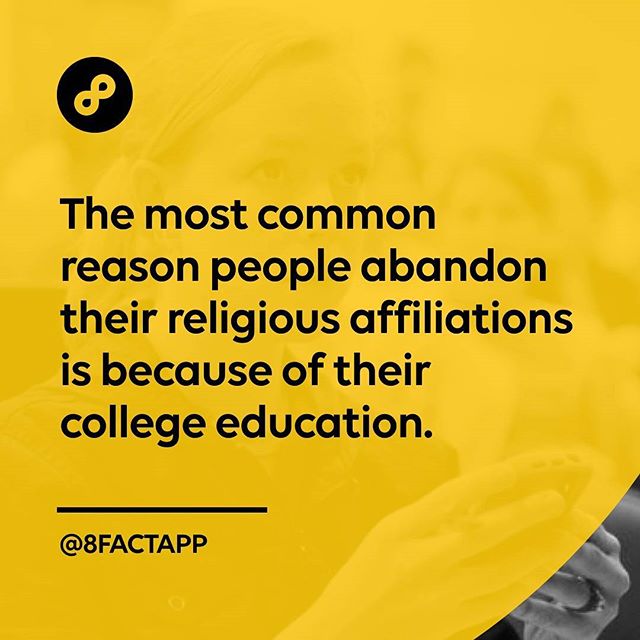 The most common
reason people abandon
their religious affiliations
is because of their
college education.
@8FACTAPP